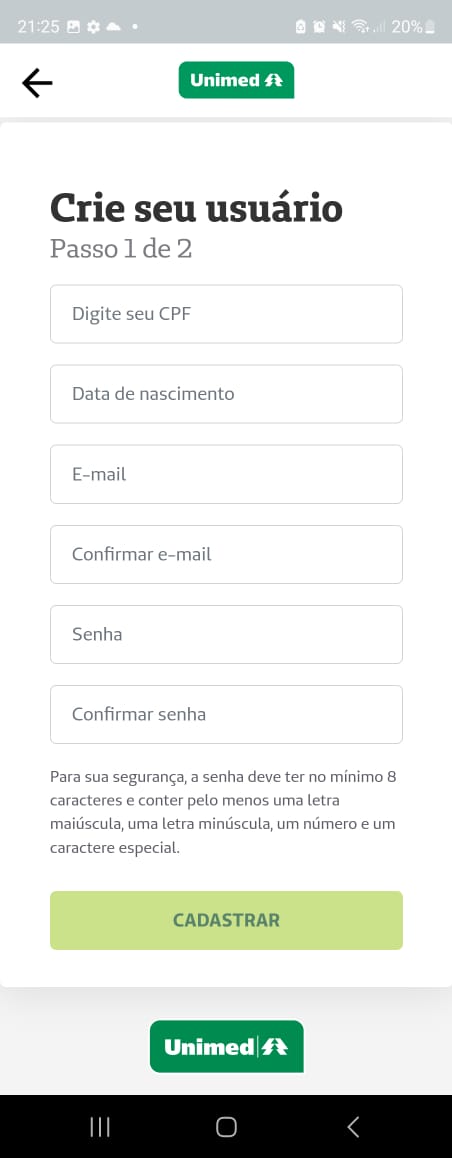 21:25 20%
Unimed
Crie seu usuário
Passo 1 de 2
Digite seu CPF
Data de nascimento
E-mail
Confirmar e-mail
Senha
Confirmar senha
Para sua segurança, a senha deve ter no mínimo 8
caracteres e conter pelo menos uma letra
maiúscula, uma letra minúscula, um número e um
caractere especial.
CADASTRAR
Unimed